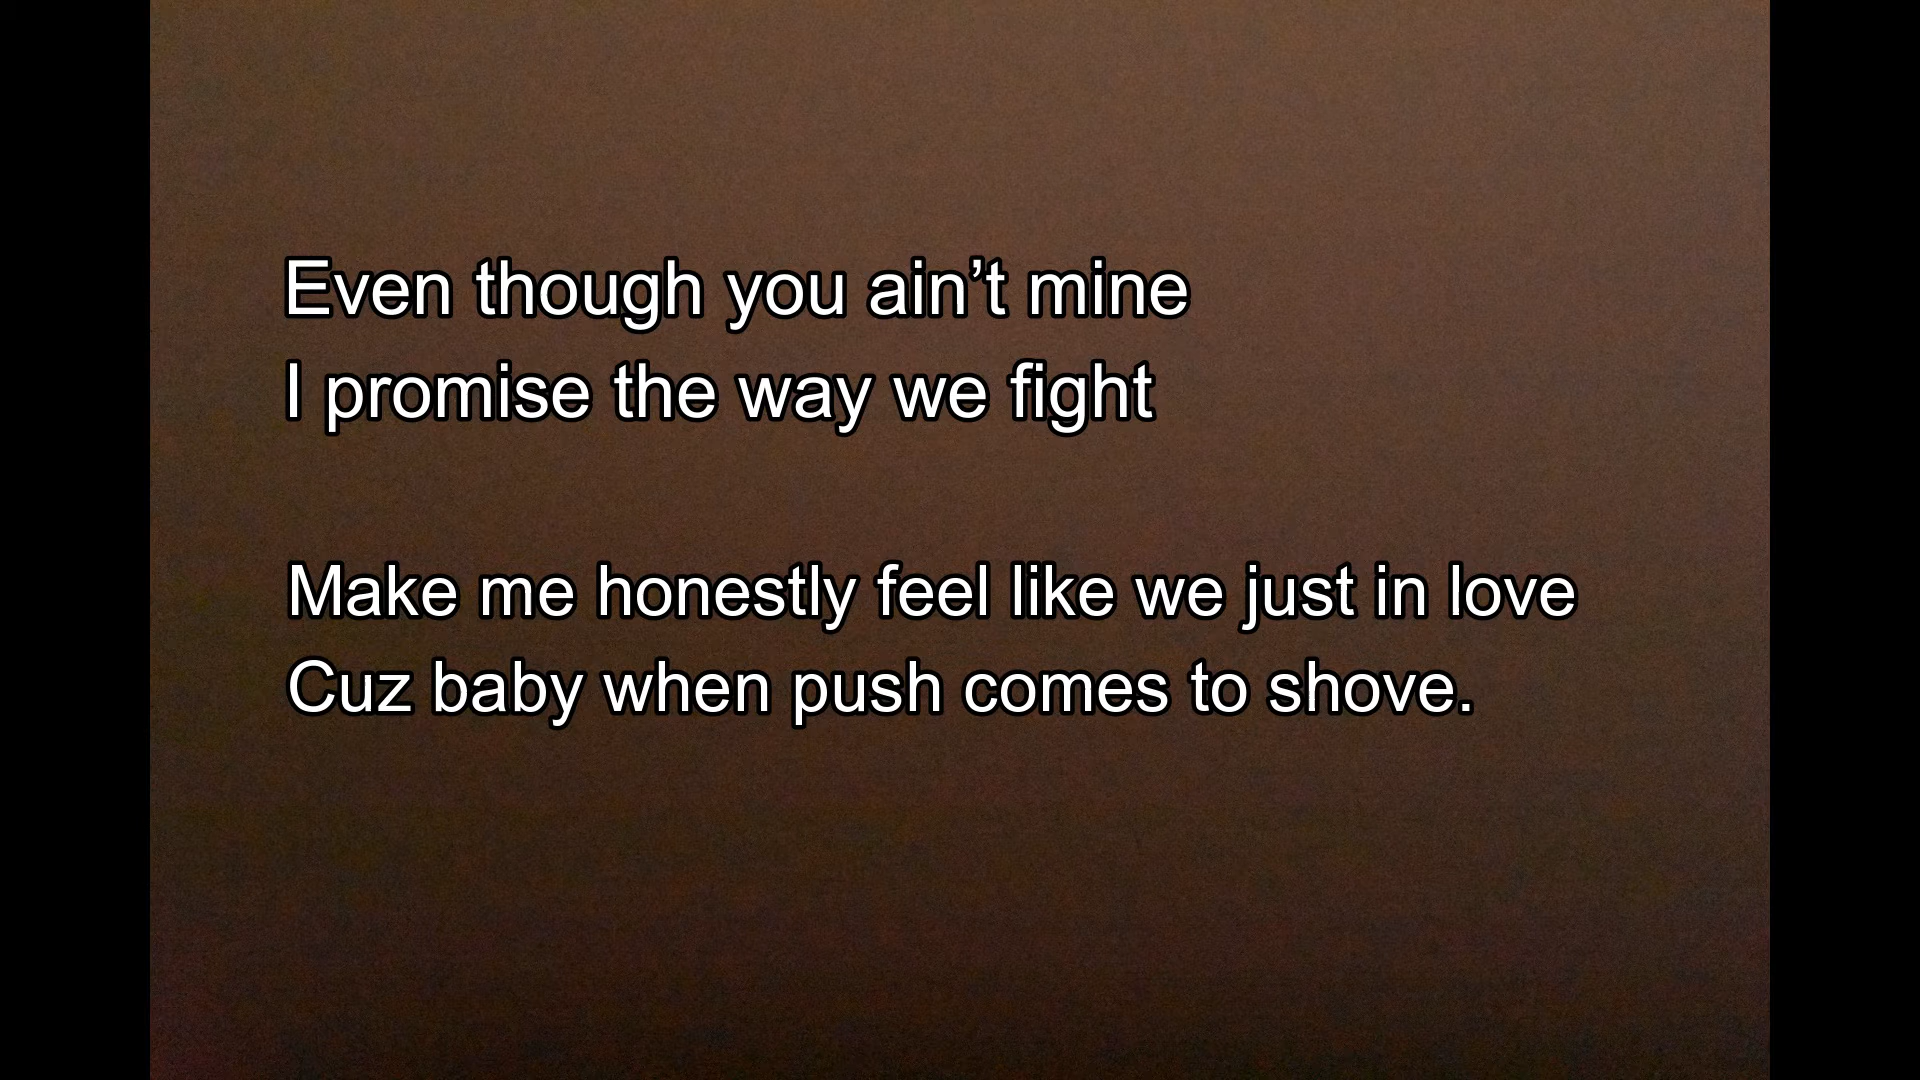 Even though you ain’t mine
I promise the way we fight
Make me honestly feel like we just in love
Cuz baby when push comes to shove.